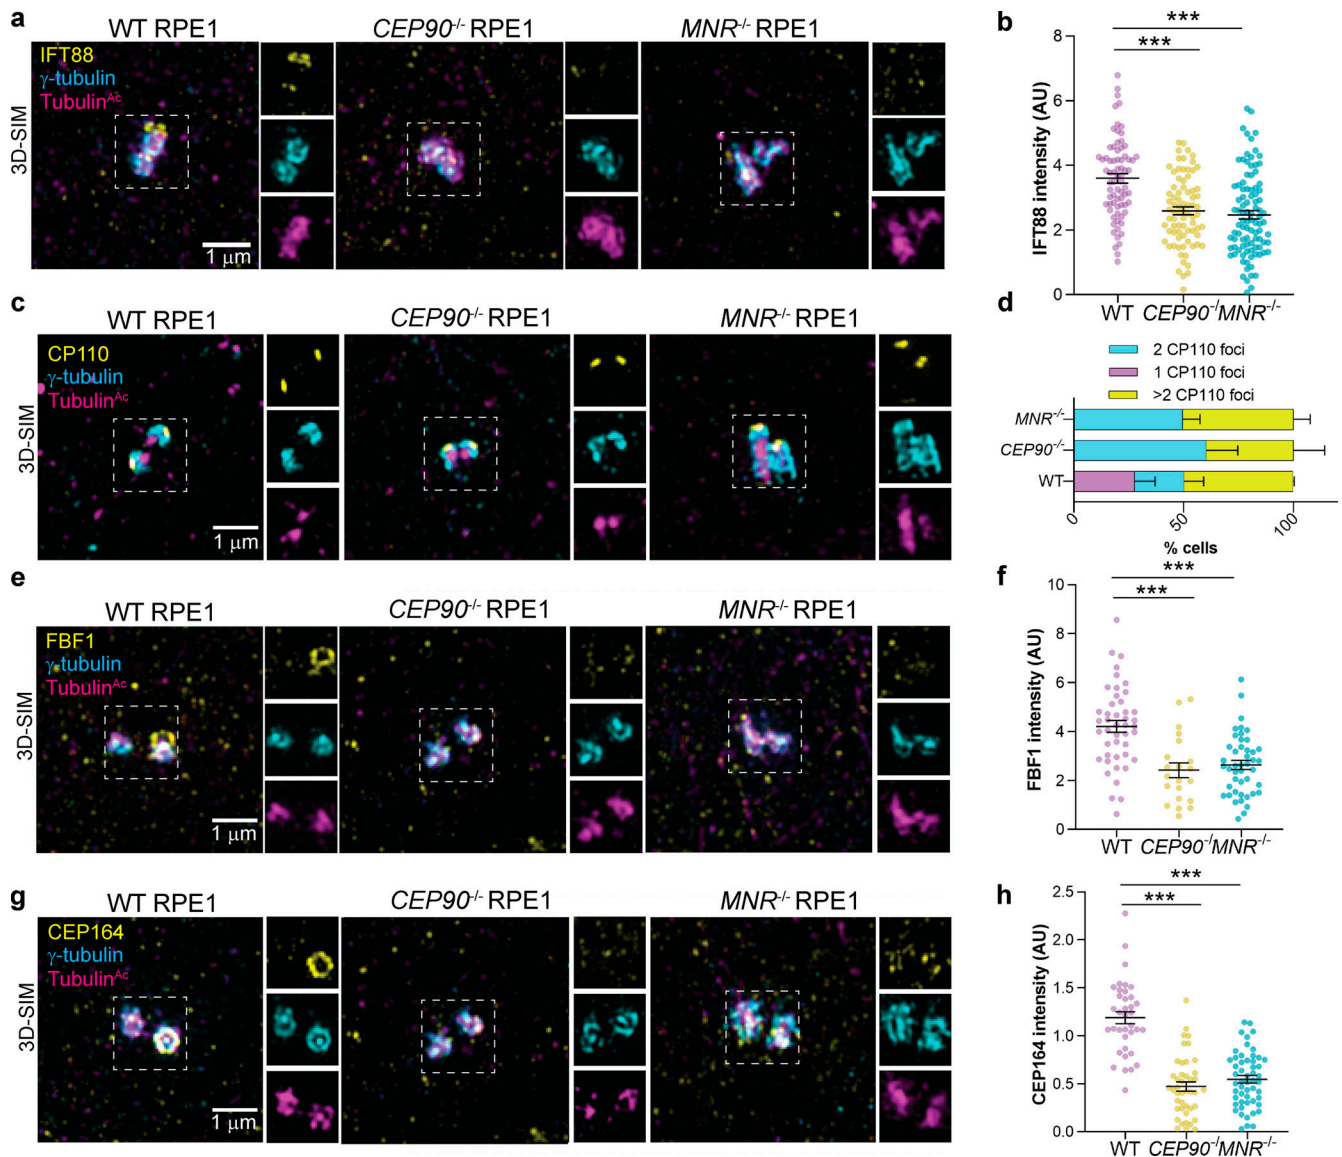 a
WT RPE1
CEP90-/- RPE1
MNR-/- RPE1
IFT88
γ-tubulin
TubulinAc
3D-SIM
1 μm
b
***
***
IFT88 intensity (AU)
8
6
4
2
0
WT CEP90-/- MNR-/-
c
WT RPE1
CEP90-/- RPE1
MNR-/- RPE1
CP110
γ-tubulin
TubulinAc
3D-SIM
1 μm
d
2 CP110 foci
1 CP110 foci
>2 CP110 foci
MNR-/-
CEP90-/-
WT
0 50 100
% cells
e
WT RPE1
CEP90-/- RPE1
MNR-/- RPE1
FBF1
γ-tubulin
TubulinAc
3D-SIM
1 μm
f
***
***
FBF1 intensity (AU)
10
8
6
4
2
0
WT CEP90-/- MNR-/-
g
WT RPE1
CEP90-/- RPE1
MNR-/- RPE1
CEP164
γ-tubulin
TubulinAc
3D-SIM
1 μm
h
***
***
CEP164 intensity (AU)
2.5
2.0
1.5
1.0
0.5
0
WT CEP90-/- MNR-/-